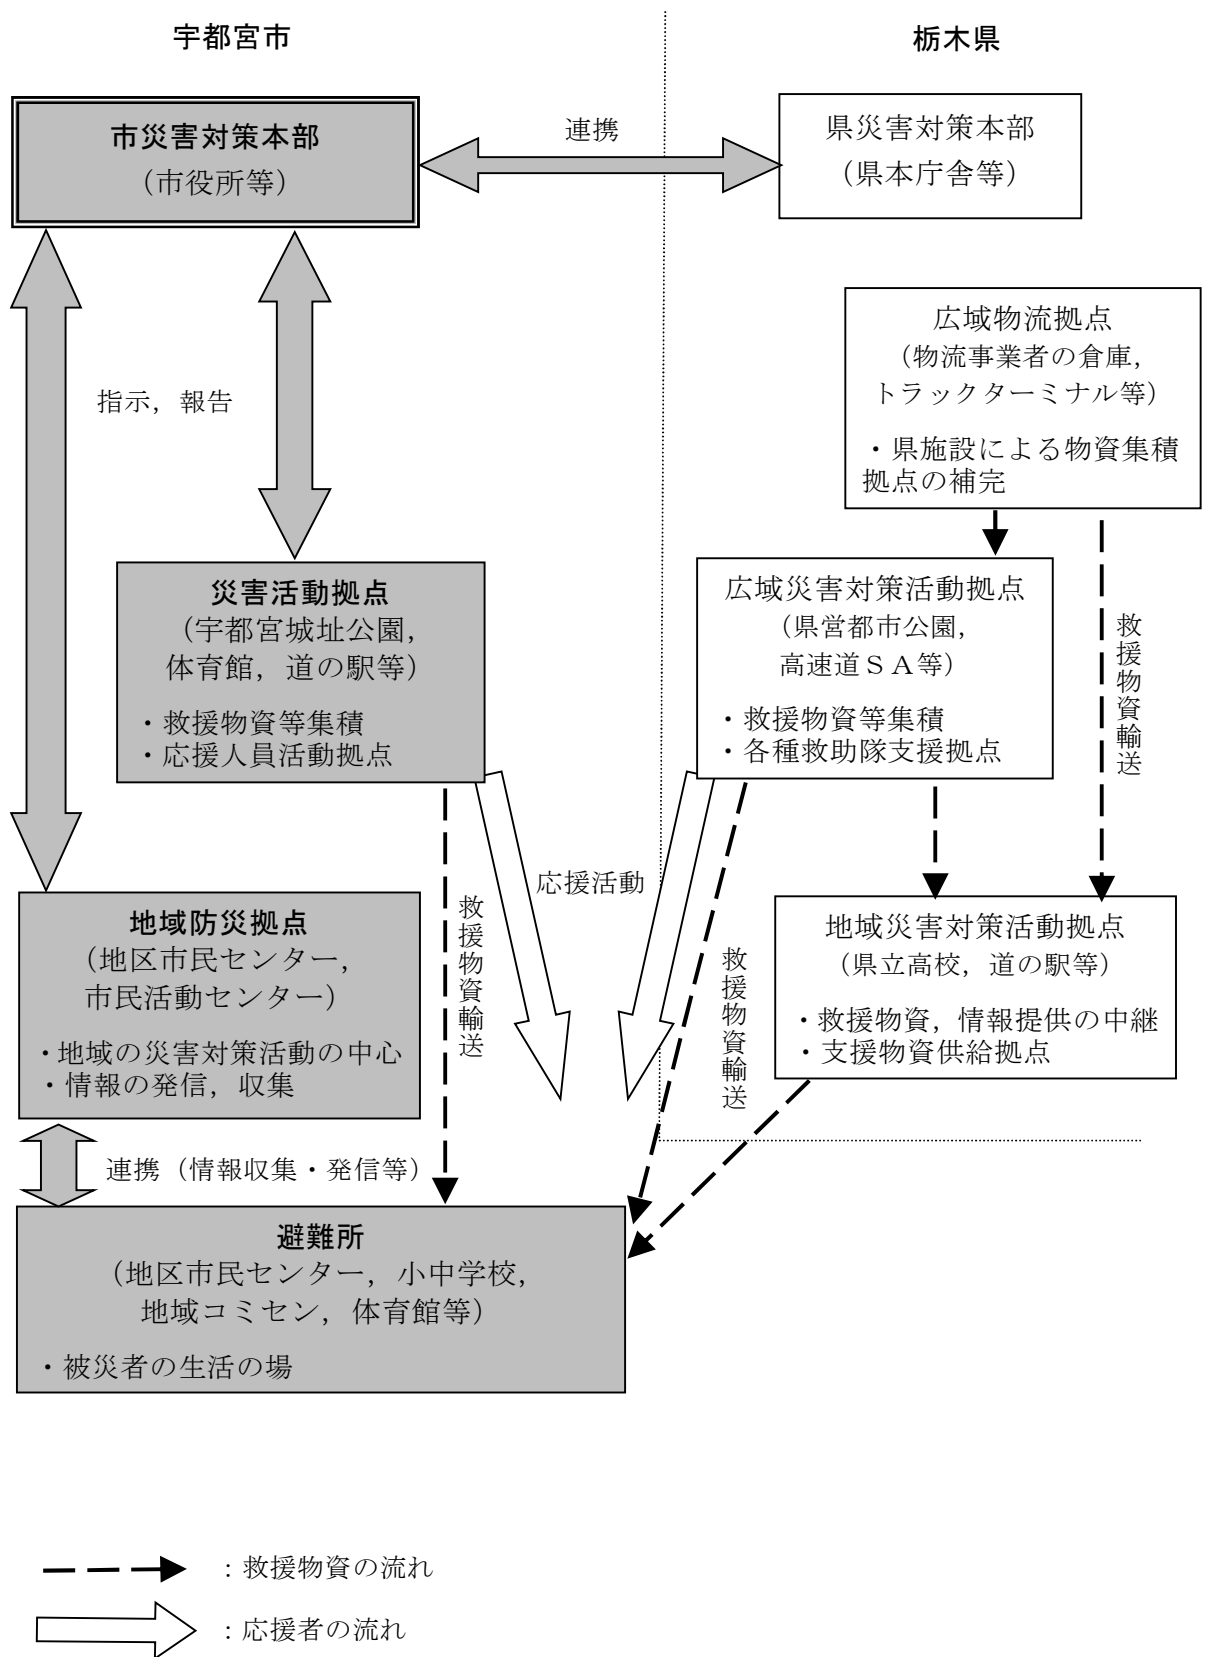 宇都宮市
栃木県
市災害対策本部
（市役所等）
連携
県災害対策本部
（県本庁舎等）
指示，報告
広域物流拠点
（物流事業者の倉庫，
トラックターミナル等）
・県施設による物資集積
拠点の補完
災害活動拠点
（宇都宮城址公園，
体育館，道の駅等）
・救援物資等集積
・応援人員活動拠点
広域災害対策活動拠点
（県営都市公園，
高速道ＳＡ等）
・救援物資等集積
・各種救助隊支援拠点
救援物資輸送
応援活動
地域防災拠点
（地区市民センター，
市民活動センター）
・地域の災害対策活動の中心
・情報の発信，収集
救援物資輸送
救援物資輸送
地域災害対策活動拠点
（県立高校，道の駅等）
・救援物資，情報提供の中継
・支援物資供給拠点
連携（情報収集・発信等）
避難所
（地区市民センター，小中学校，
地域コミセン，体育館等）
・被災者の生活の場
：救援物資の流れ
：応援者の流れ